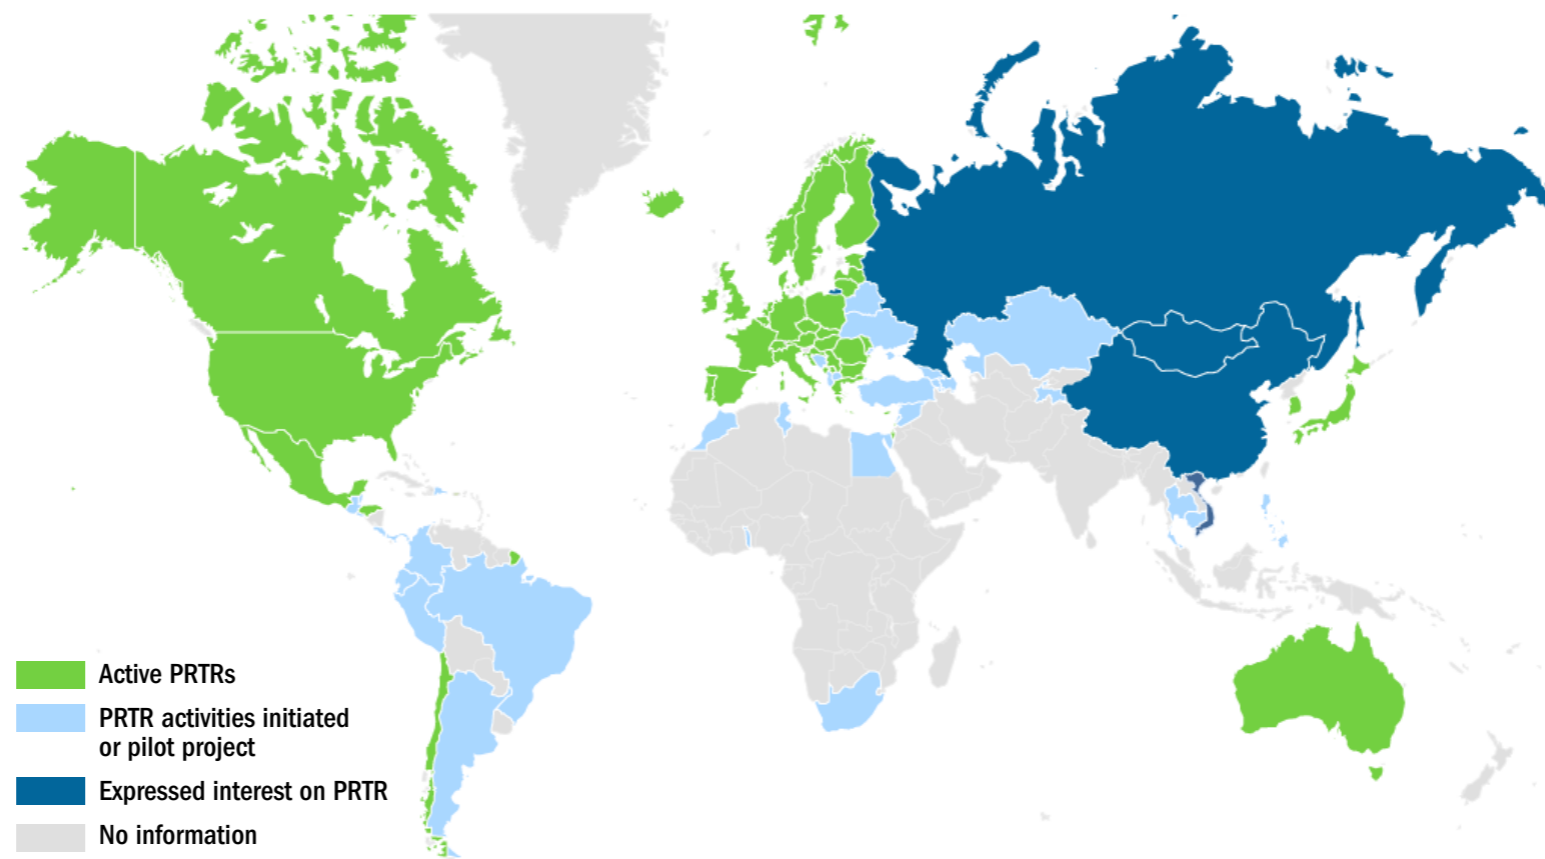 Active PRTRs
PRTR activities initiated
or pilot project
Expressed interest on PRTR
No information